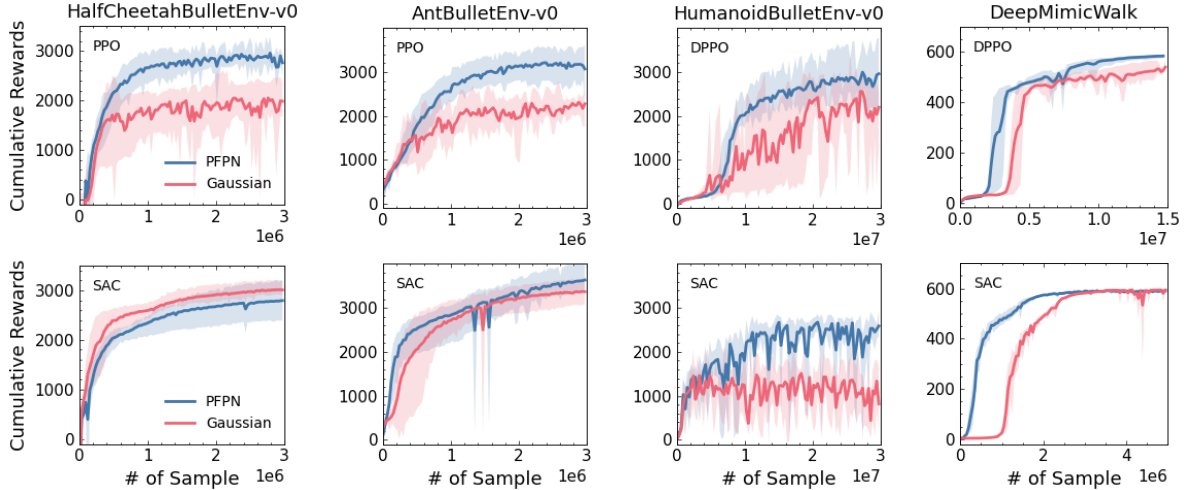 HalfCheetahBulletEnv-v0 AntBulletEnv-v0 HumanoidBulletEnv-v0 DeepMimicWalk
Cumulative Rewards
PPO
3000
2000
1000
0
PFPN
Gaussian
0 1 2 3
1e6
PPO
3000
2000
1000
0
0 1 2 3
1e6
DPPO
3000
2000
1000
0
0 1 2 3
1e7
DPPO
600
400
200
0
0.0 0.5 1.0 1.5
1e7
Cumulative Rewards
SAC
3000
2000
1000
0
PFPN
Gaussian
0 1 2 3
# of Sample 1e6
SAC
3000
2000
1000
0
0 1 2 3
# of Sample 1e6
SAC
4000
3000
2000
1000
0
0 1 2 3
# of Sample 1e7
SAC
600
400
200
0
0 2 4
# of Sample 1e6